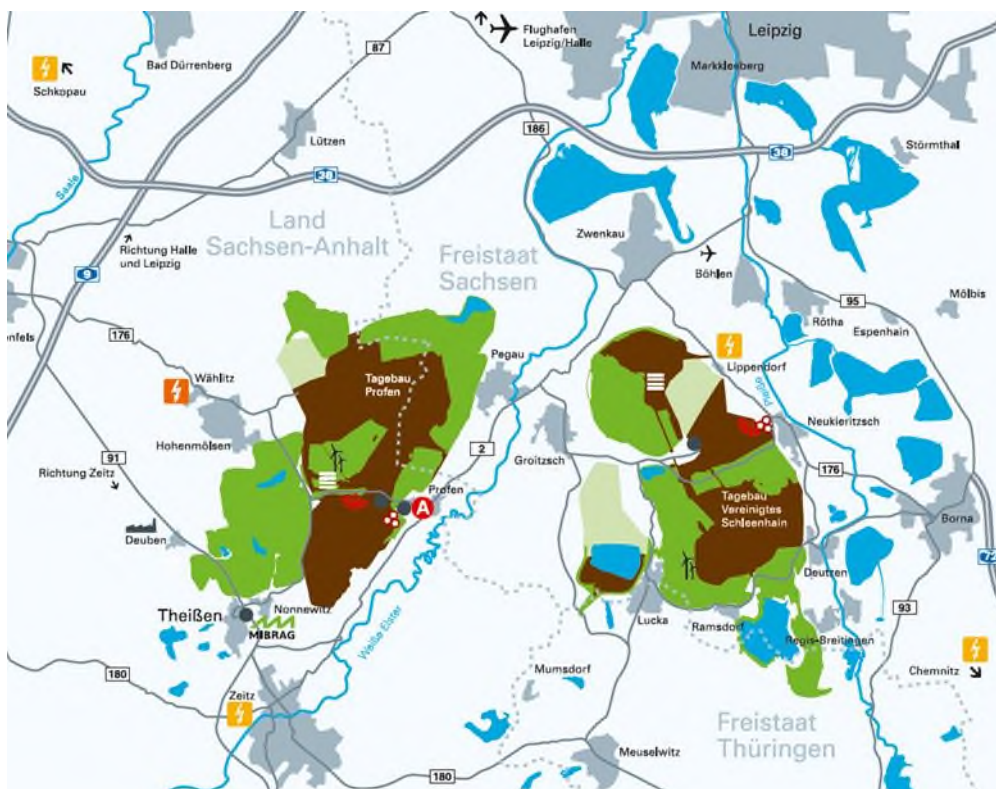 Flughafen
Leipzig/Halle
Leipzig
87
Bad Dürrenberg
Markkleeberg
Schkopau
186
Lützen
38
38
Störmthal
Saale
Land
Sachsen-Anhalt
Zwenkau
Richtung Halle
und Leipzig
Freistaat
Sachsen
Böhlen
9
95
Mölbis
Rötha
Espenhain
176
enfels
Pegau
Lippendorf
Wählitz
Tagebau
Profen
Pleiße
Neukieritzsch
Hohenmölsen
2
Groitzsch
91
Richtung Zeitz
176
Profen
Tagebau
Vereinigtes
Schleenhain
A
Borna
Deuben
Deutzen
72
Theißen
Nonnewitz
93
MIBRAG
Lucka
Ramsdorf
Regis-Breitingen
Weiße Elster
Mumsdorf
Chemnitz
180
Zeitz
Freistaat
Thüringen
Meuselwitz
180